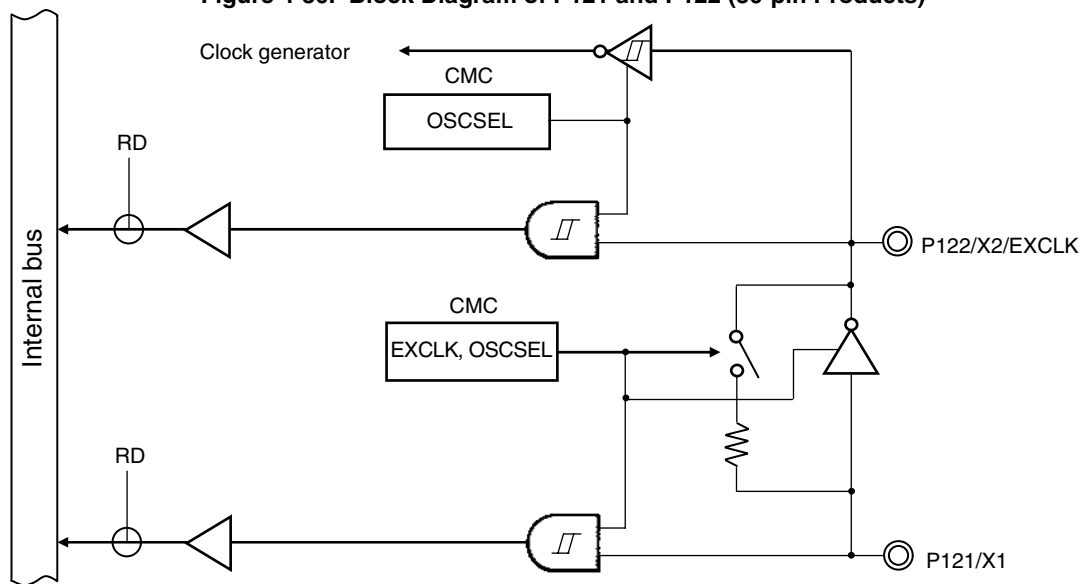 Clock generator
CMC
OSCSEL
RD
P122/X2/EXCLK
Internal bus
CMC
EXCLK, OSCSEL
RD
P121/X1